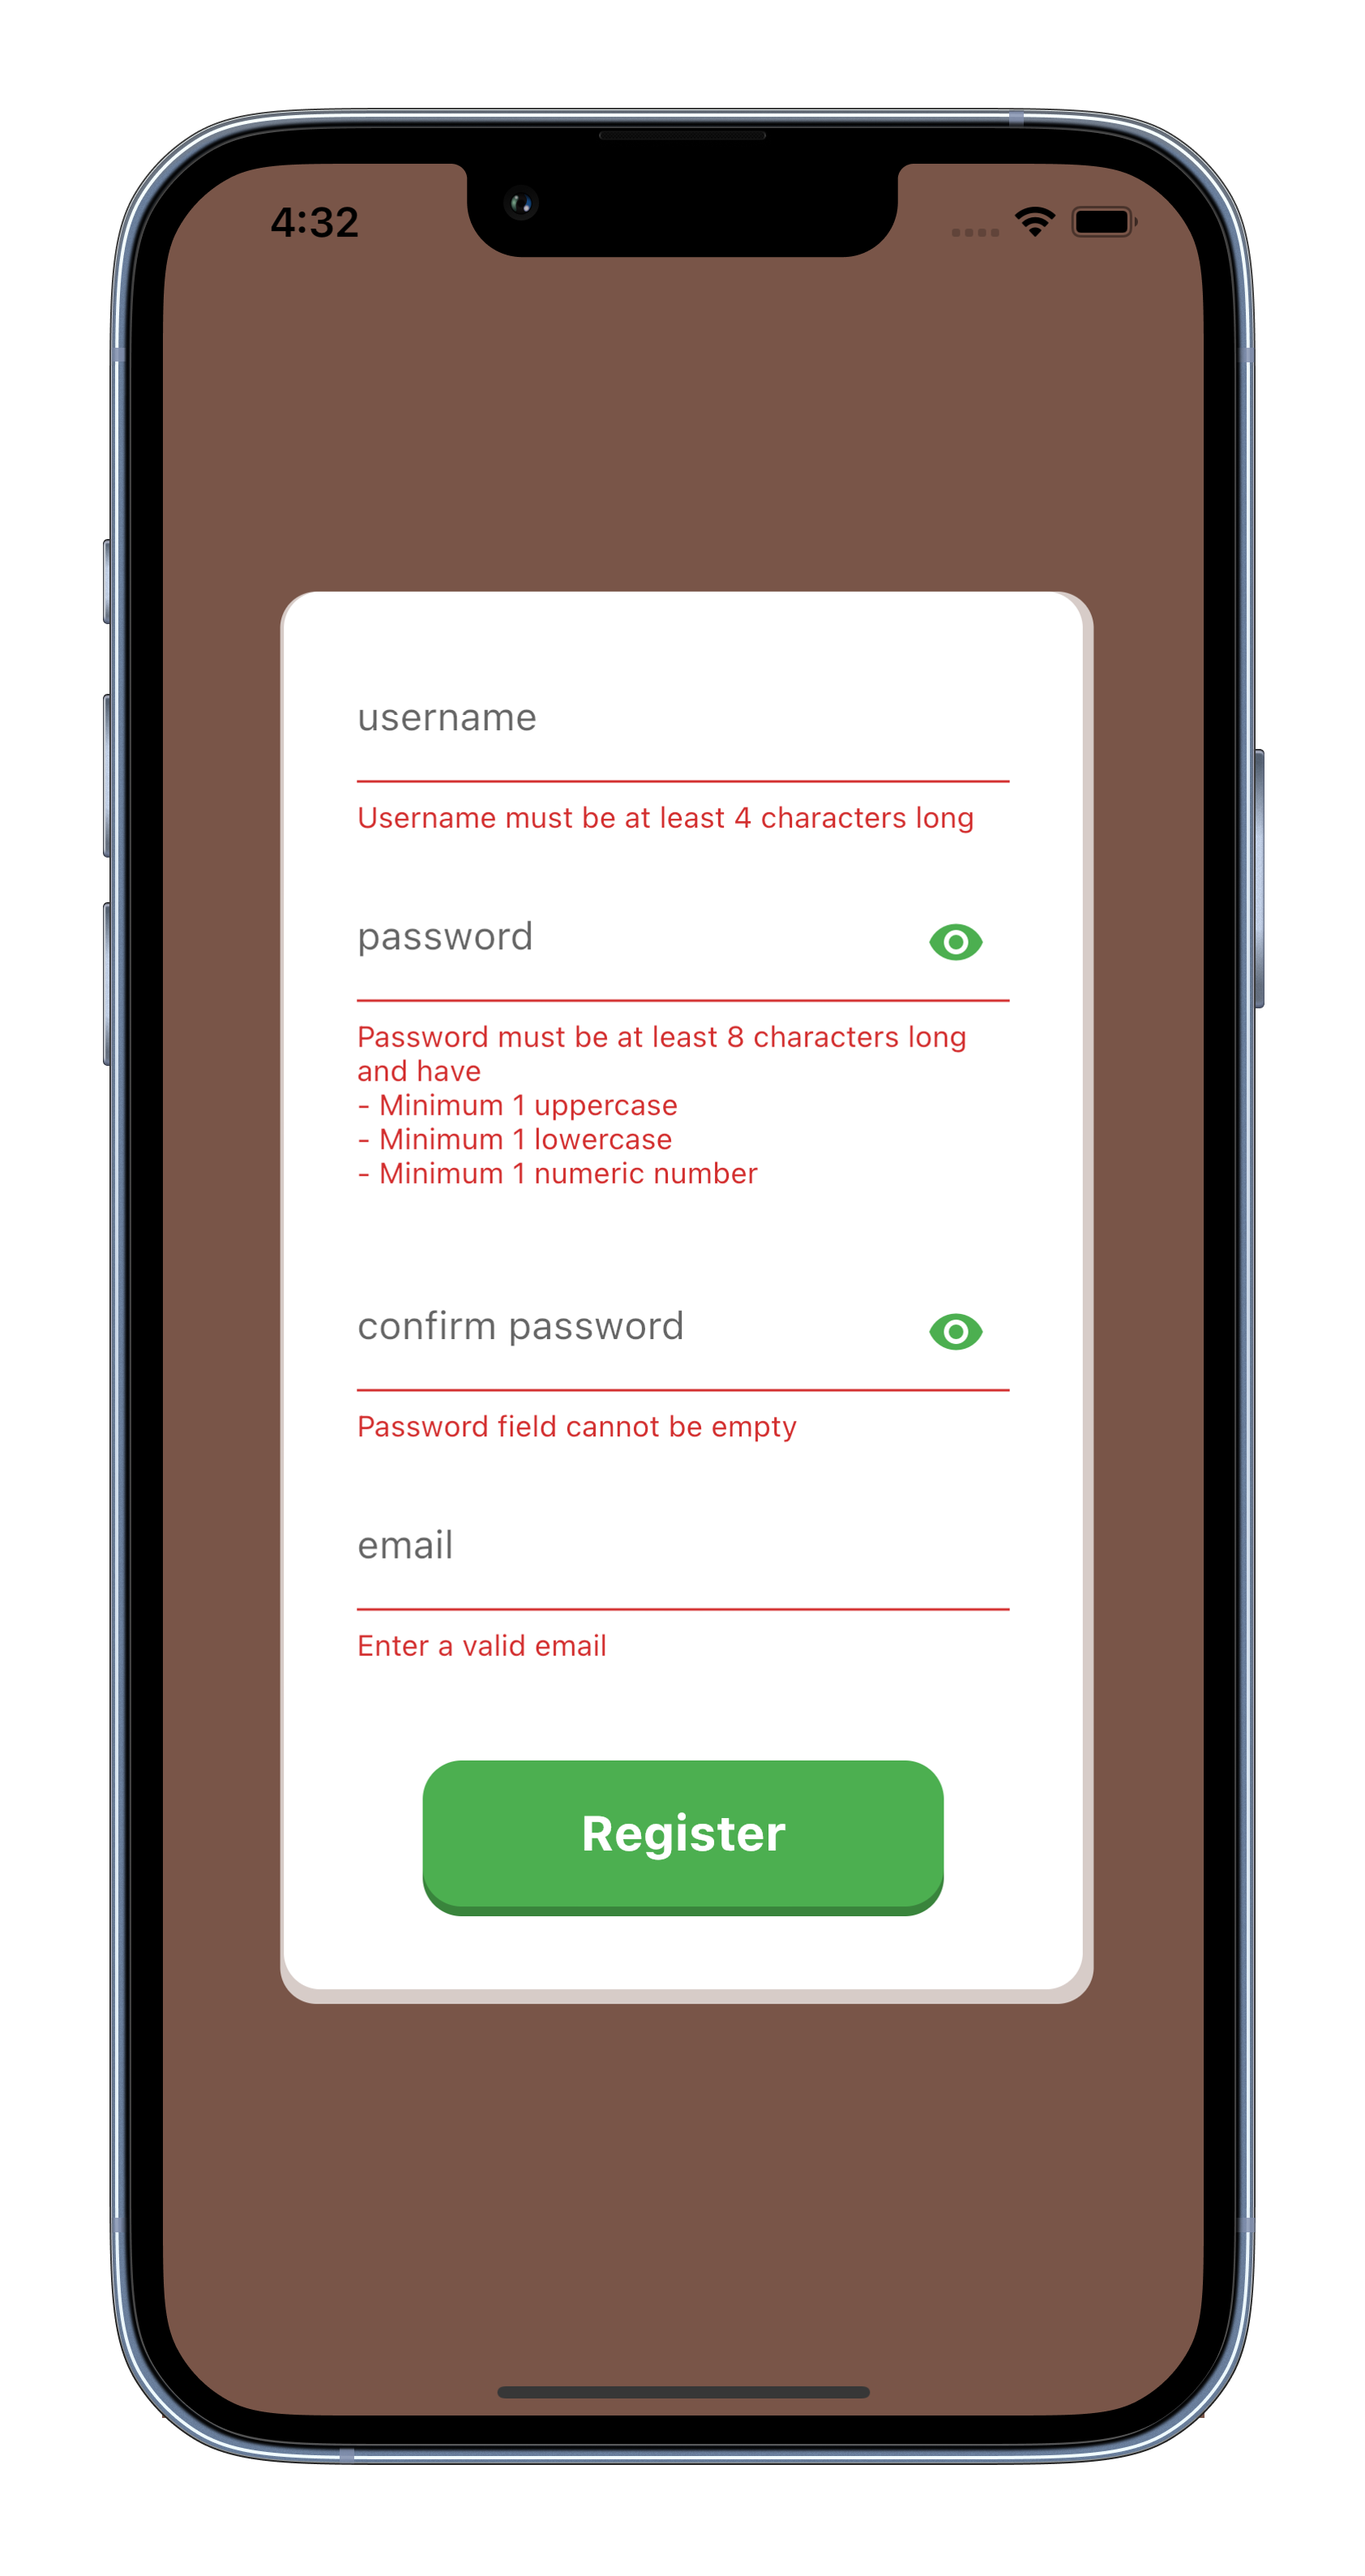 4:32
username
Username must be at least 4 characters long
password
Password must be at least 8 characters long
and have
- Minimum 1 uppercase
- Minimum 1 lowercase
- Minimum 1 numeric number
confirm password
Password field cannot be empty
email
Enter a valid email
Register